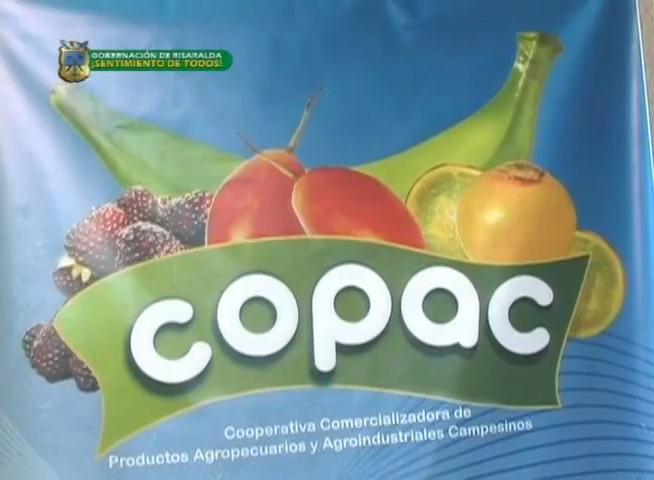 GOBERNACIÓN DE RISARALDA
¡SENTIMIENTO DE TODOS!
copac
Cooperativa Comercializadora de
Productos Agropecuarios y Agroindustriales Campesinos